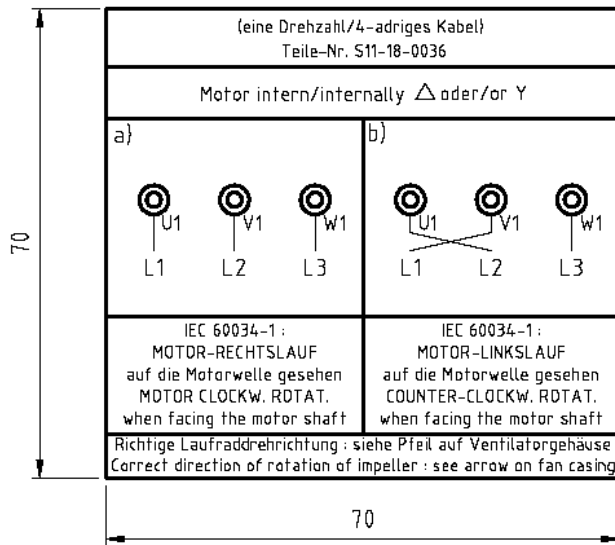 (eine Drehzahl/4-adriges Kabel)
Teile-Nr. S11-18-0036
Motor intern/internally △ oder/or Y
a)
U1 V1 W1
L1 L2 L3
b)
U1 V1 W1
L1 L2 L3
IEC 60034-1 :
MOTOR-RECHTSLAUF
auf die Motorwelle gesehen
MOTOR CLOCKW. ROTAT.
when facing the motor shaft
IEC 60034-1 :
MOTOR-LINKSLAUF
auf die Motorwelle gesehen
COUNTER-CLOCKW. ROTAT.
when facing the motor shaft
Richtige Laufraddrehrichtung : siehe Pfeil auf Ventilatorgehäuse
Correct direction of rotation of impeller : see arrow on fan casing
70
70